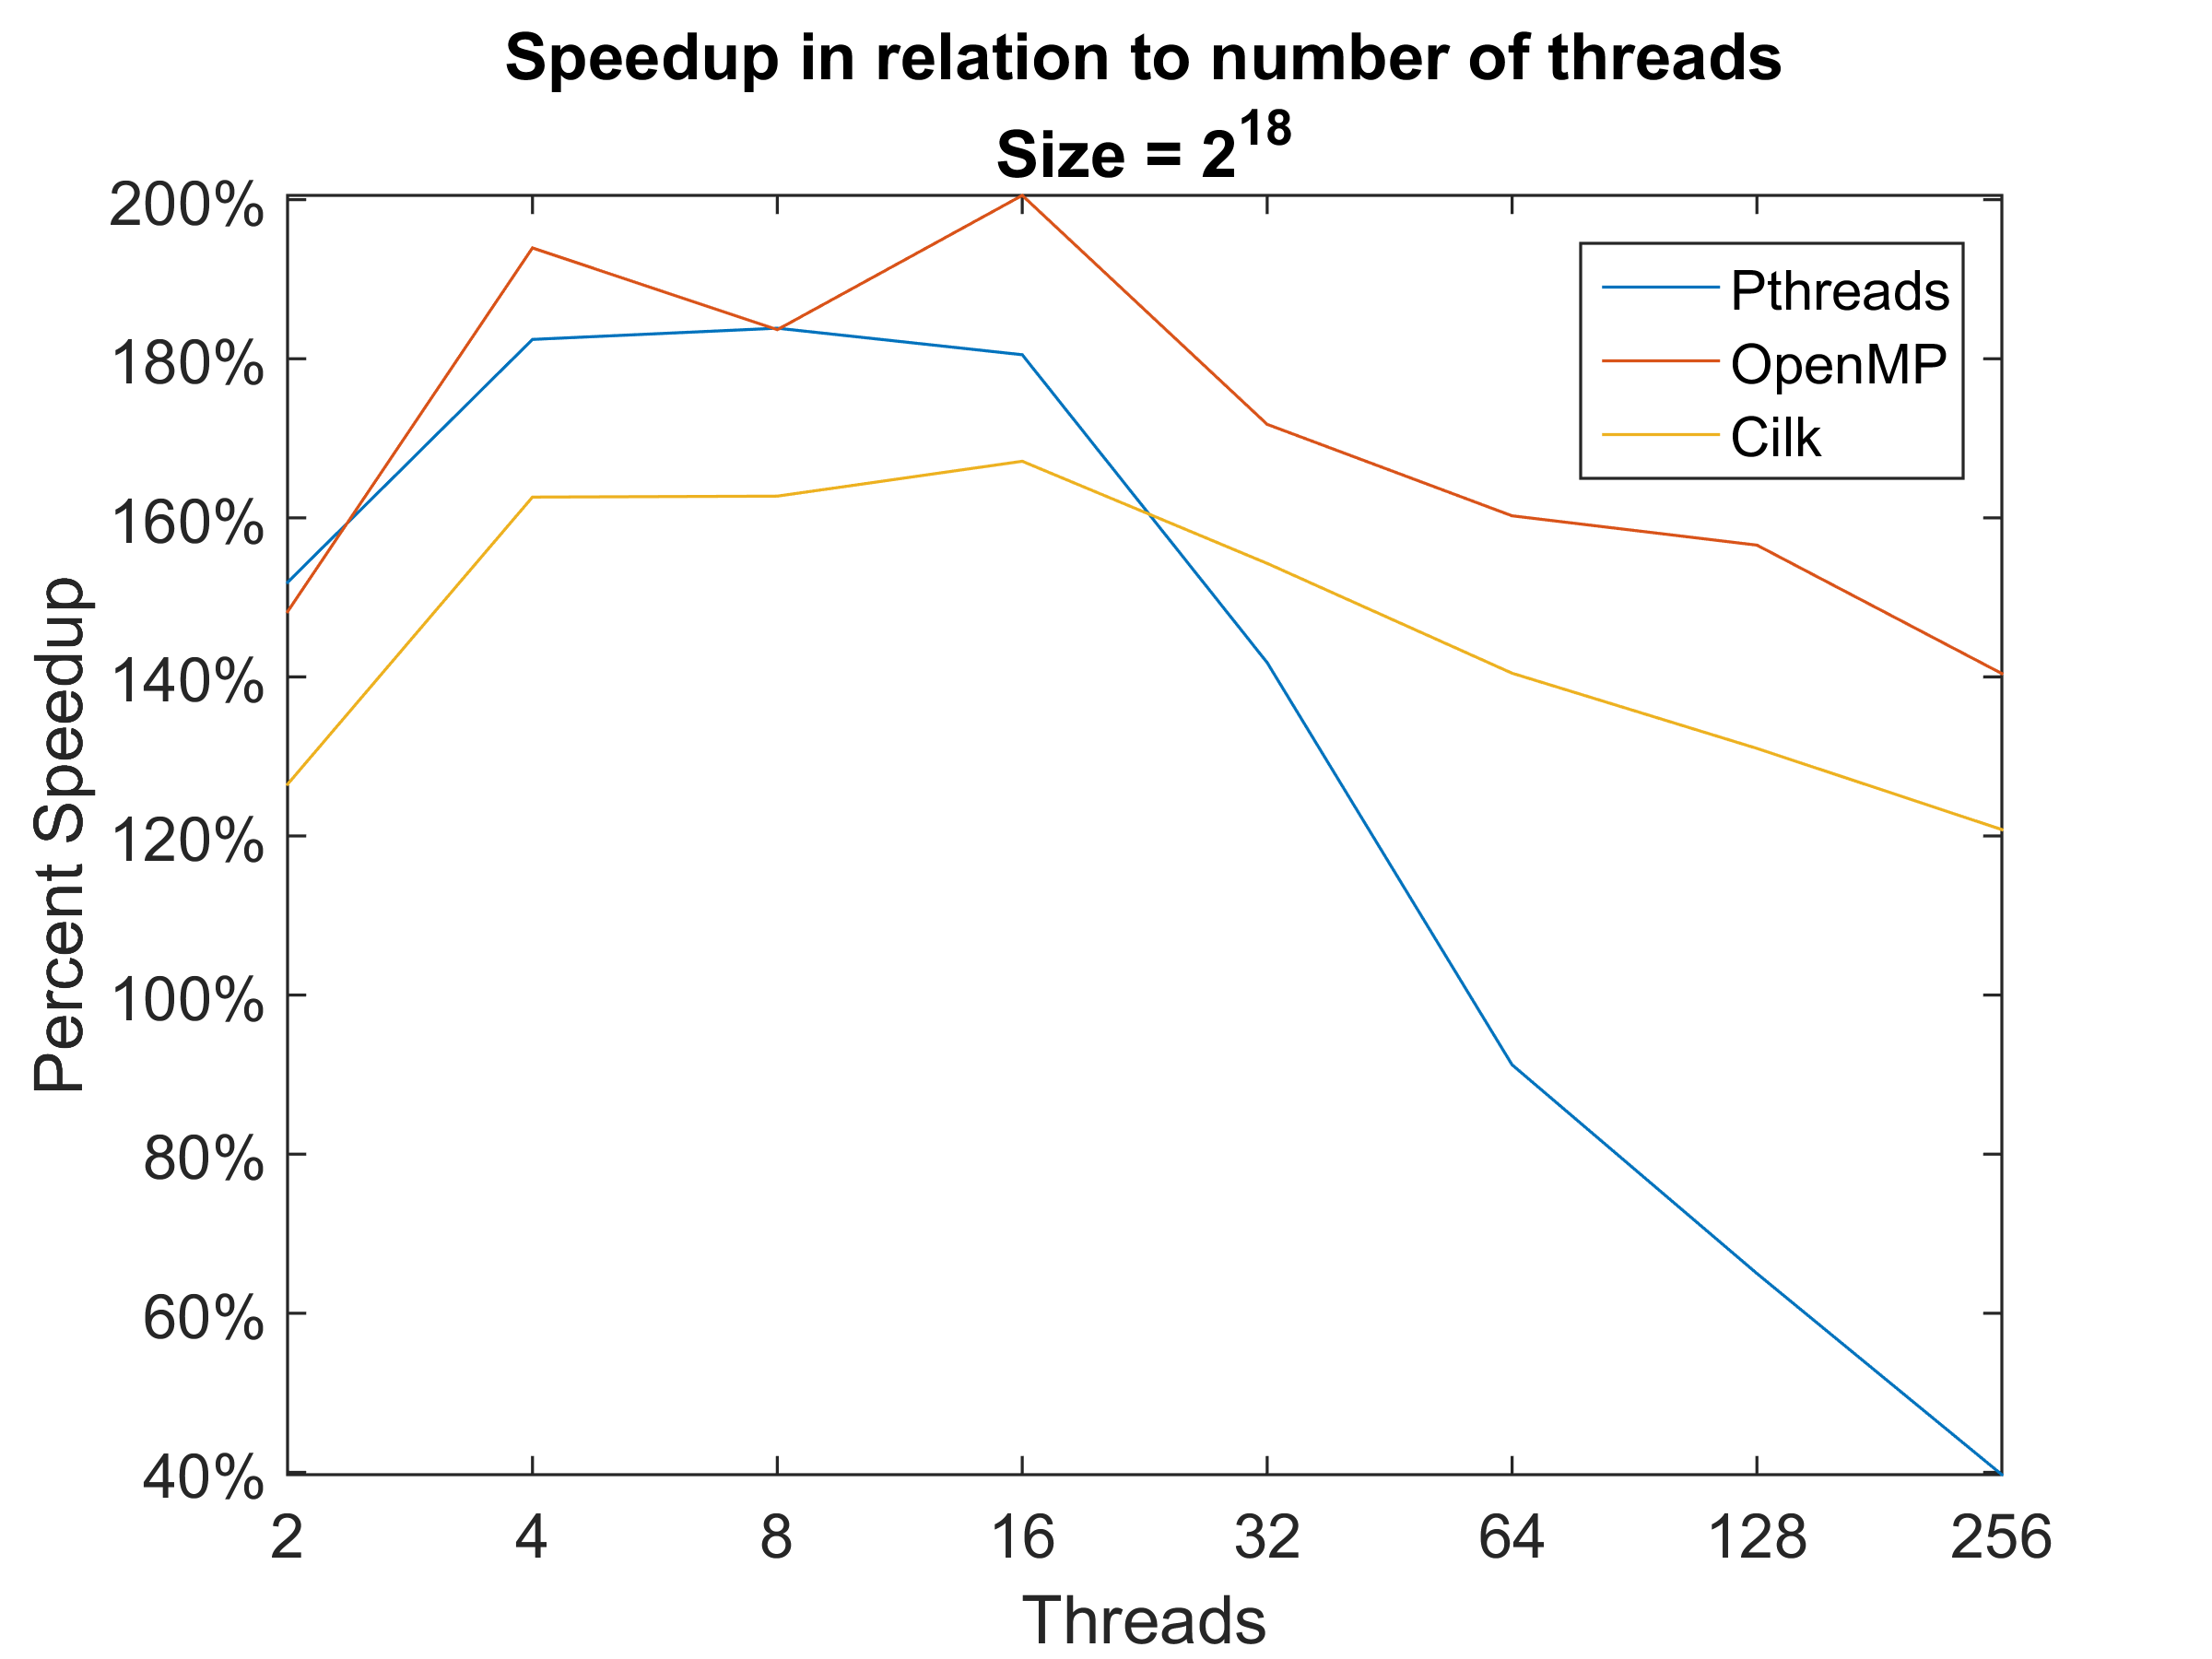 Speedup in relation to number of threads
Size = 2^18
200%
180%
160%
140%
120%
100%
80%
60%
40%
Percent Speedup
Pthreads
OpenMP
Cilk
2 4 8 16 32 64 128 256
Threads